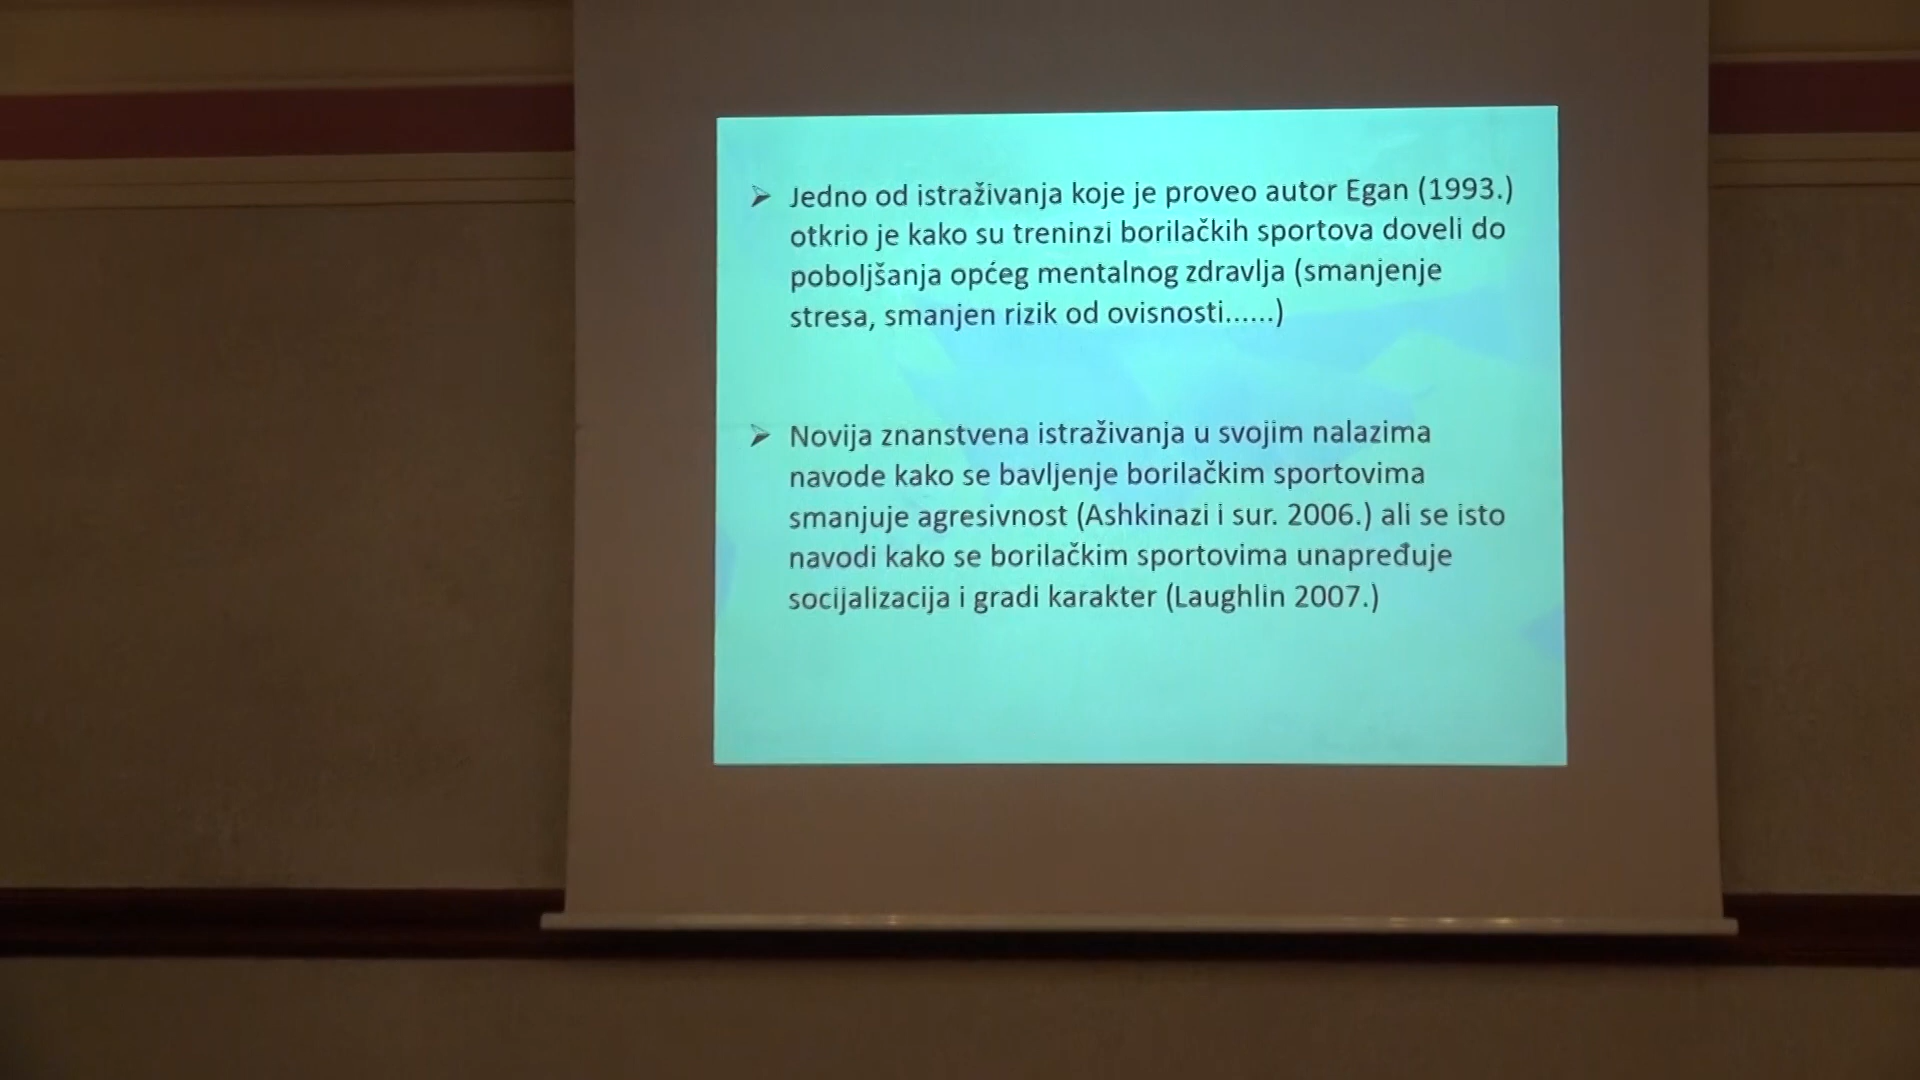 Jedno od istraživanja koje je proveo autor Egan (1993.)
otkrio je kako su treninzi borilačkih sportova doveli do
poboljšanja općeg mentalnog zdravlja (smanjenje
stresa, smanjen rizik od ovisnosti......)
Novija znanstvena istraživanja u svojim nalazima
navode kako se bavljenje borilačkim sportovima
smanjuje agresivnost (Ashkinazi i sur. 2006.) ali se isto
navodi kako se borilačkim sportovima unapređuje
socijalizacija i gradi karakter (Laughlin 2007.)